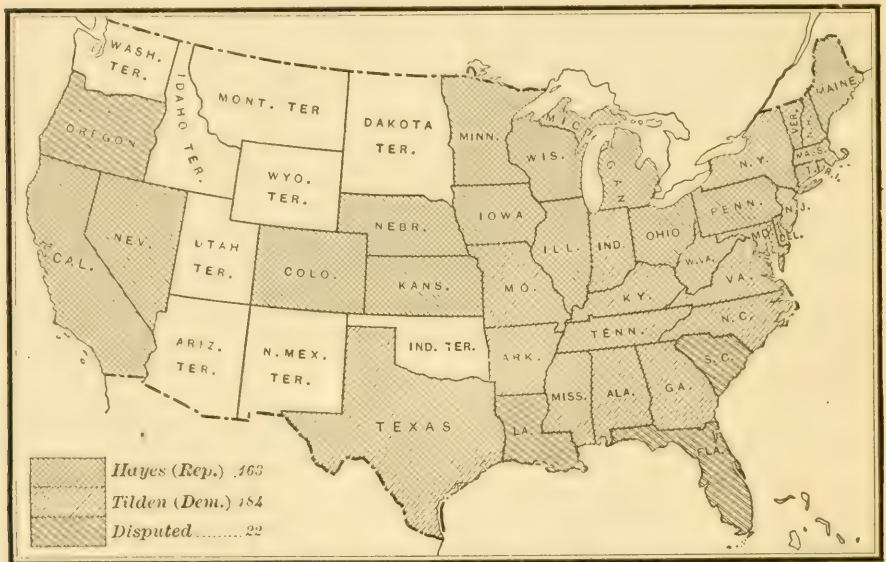 WASH.
TER.
IDAHO TER.
MONT. TER
DAKOTA
TER.
MINN.
MICHIGAN
MAINE
VER.
N.H.
OREGON
WYO.
TER.
WIS.
N.Y.
MASS.
R.I.
NEBR.
IOWA
PENN.
N.J.
NEV.
UTAH
TER.
COLO.
KANS.
ILL.
IND.
OHIO
MD.
DEL.
W.VA.
VA.
CAL.
MO.
KY.
N.C.
ARIZ.
TER.
N.MEX.
TER.
IND. TER.
ARK.
TENN.
S.C.
TEXAS
LA.
MISS.
ALA.
GA.
FLA.
Hayes (Rep.) 163
Tilden (Dem.) 184
Disputed .......... 22